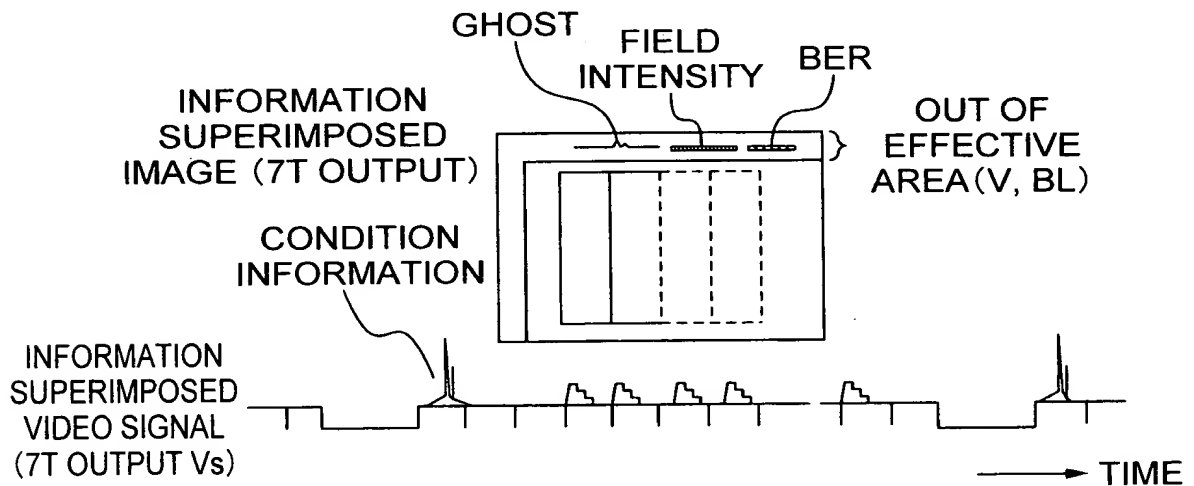 GHOST
FIELD
INTENSITY
BER
INFORMATION
SUPERIMPOSED
IMAGE (7T OUTPUT)
OUT OF
EFFECTIVE
AREA(V, BL)
CONDITION
INFORMATION
INFORMATION
SUPERIMPOSED
VIDEO SIGNAL
(7T OUTPUT Vs)
TIME